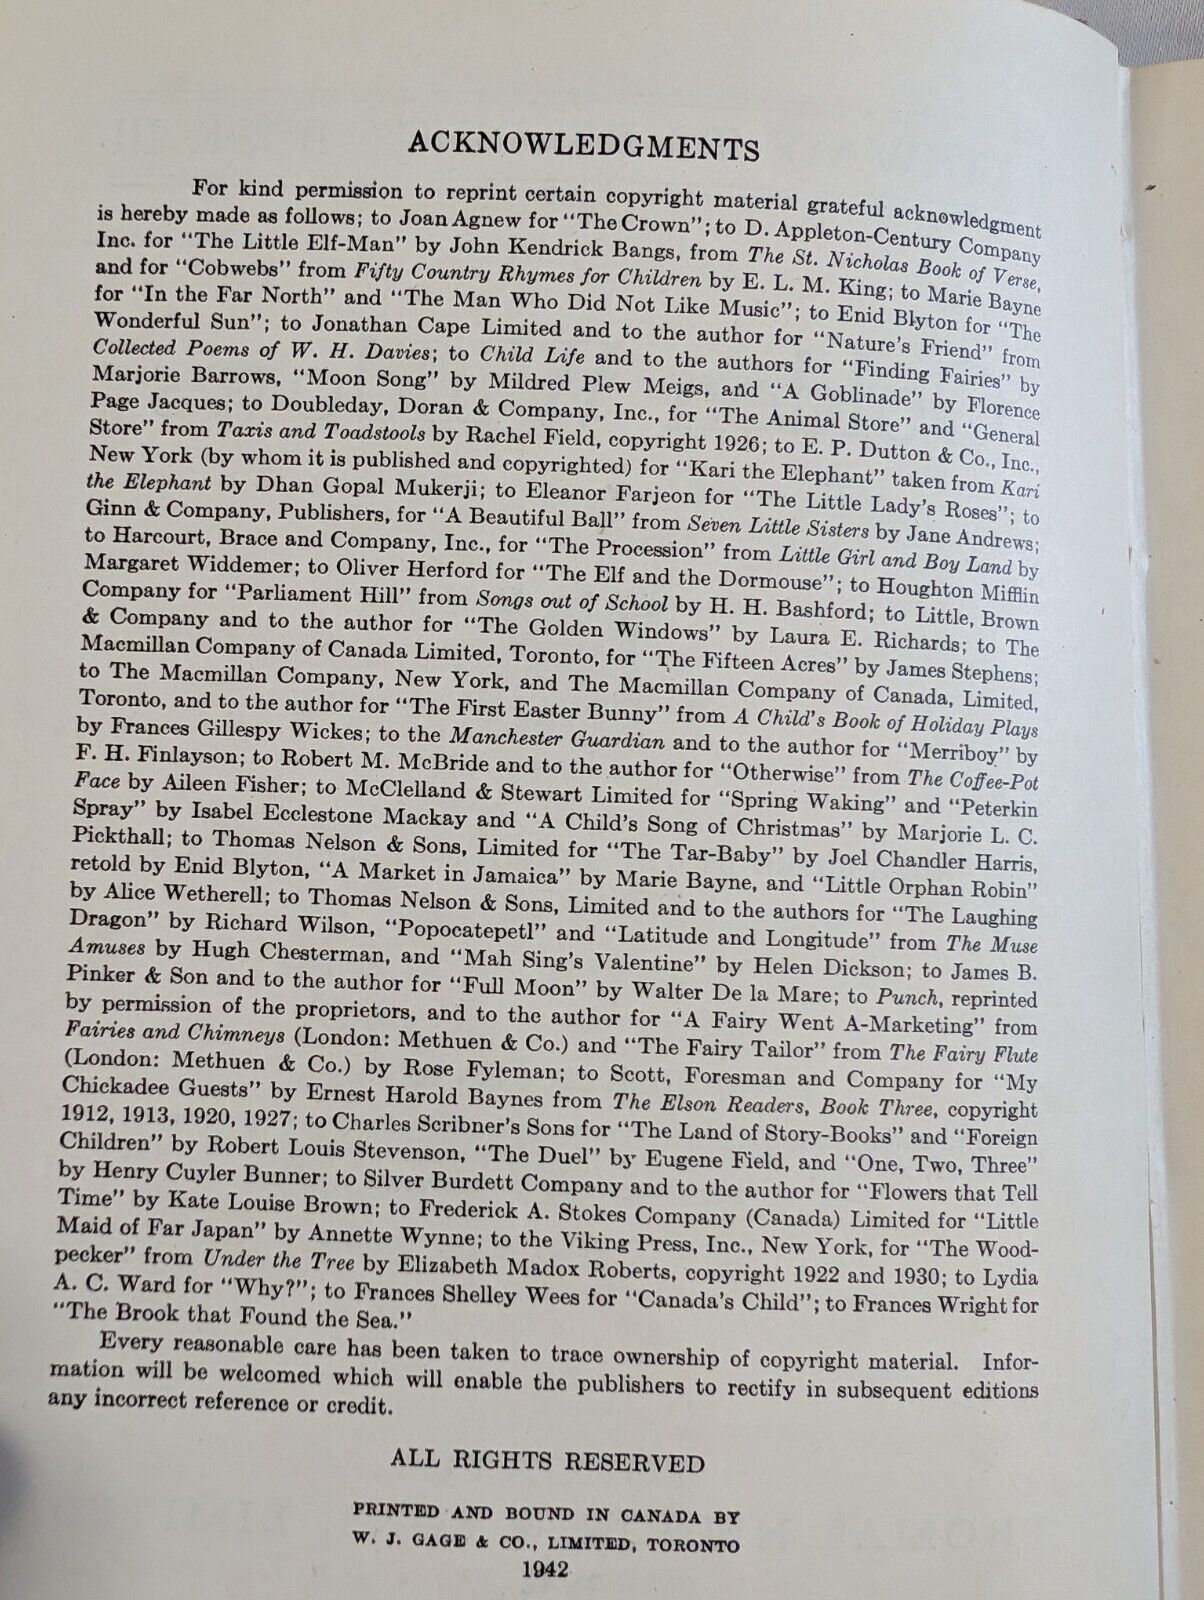 ACKNOWLEDGMENTS
For kind permission to reprint certain copyright material grateful acknowledgment
is hereby made as follows; to Joan Agnew for "The Crown"; to D. Appleton-Century Company
Inc. for "The Little Elf-Man" by John Kendrick Bangs, from The St. Nicholas Book of Verse,
and for "Cobwebs" from Fifty Country Rhymes for Children by E. L. M. King; to Marie Bayne
for "In the Far North" and "The Man Who Did Not Like Music"; to Enid Blyton for "The
Wonderful Sun"; to Jonathan Cape Limited and to the author for "Nature's Friend" from
Collected Poems of W. H. Davies; to Child Life and to the authors for "Finding Fairies" by
Marjorie Barrows, "Moon Song" by Mildred Plew Meigs, and "A Goblinade" by Florence
Page Jacques; to Doubleday, Doran & Company, Inc., for "The Animal Store" and "General
Store" from Taxis and Toadstools by Rachel Field, copyright 1926; to E. P. Dutton & Co., Inc.,
New York (by whom it is published and copyrighted) for "Kari the Elephant" taken from Kari
the Elephant by Dhan Gopal Mukerji; to Eleanor Farjeon for "The Little Lady's Roses"; to
Ginn & Company, Publishers, for "A Beautiful Ball" from Seven Little Sisters by Jane Andrews;
to Harcourt, Brace and Company, Inc., for "The Procession" from Little Girl and Boy Land by
Margaret Widdemer; to Oliver Herford for "The Elf and the Dormouse"; to Houghton Mifflin
Company for "Parliament Hill" from Songs out of School by H. H. Bashford; to Little, Brown
& Company and to the author for "The Golden Windows" by Laura E. Richards; to The
Macmillan Company of Canada Limited, Toronto, for "The Fifteen Acres" by James Stephens;
to The Macmillan Company, New York, and The Macmillan Company of Canada, Limited,
Toronto, and to the author for "The First Easter Bunny" from A Child's Book of Holiday Plays
by Frances Gillespy Wickes; to the Manchester Guardian and to the author for "Merriboy" by
F. H. Finlayson; to Robert M. McBride and to the author for "Otherwise" from The Coffee-Pot
Face by Aileen Fisher; to McClelland & Stewart Limited for "Spring Waking" and "Peterkin
Spray" by Isabel Ecclestone Mackay and "A Child's Song of Christmas" by Marjorie L. C.
Pickthall; to Thomas Nelson & Sons, Limited for "The Tar-Baby" by Joel Chandler Harris,
retold by Enid Blyton, "A Market in Jamaica" by Marie Bayne, and "Little Orphan Robin"
by Alice Wetherell; to Thomas Nelson & Sons, Limited and to the authors for "The Laughing
Dragon" by Richard Wilson, "Popocatepetl" and "Latitude and Longitude" from The Muse
Amuses by Hugh Chesterman, and "Mah Sing's Valentine" by Helen Dickson; to James B.
Pinker & Son and to the author for "Full Moon" by Walter De la Mare; to Punch, reprinted
by permission of the proprietors, and to the author for "A Fairy Went A-Marketing" from
Fairies and Chimneys (London: Methuen & Co.) and "The Fairy Tailor" from The Fairy Flute
(London: Methuen & Co.) by Rose Fyleman; to Scott, Foresman and Company for "My
Chickadee Guests" by Ernest Harold Baynes from The Elson Readers, Book Three, copyright
1912, 1913, 1920, 1927; to Charles Scribner's Sons for "The Land of Story-Books" and "Foreign
Children" by Robert Louis Stevenson, "The Duel" by Eugene Field, and "One, Two, Three"
by Henry Cuyler Bunner; to Silver Burdett Company and to the author for "Flowers that Tell
Time" by Kate Louise Brown; to Frederick A. Stokes Company (Canada) Limited for "Little
Maid of Far Japan" by Annette Wynne; to the Viking Press, Inc., New York, for "The Wood-
pecker" from Under the Tree by Elizabeth Madox Roberts, copyright 1922 and 1930; to Lydia
A. C. Ward for "Why?"; to Frances Shelley Wees for "Canada's Child"; to Frances Wright for
"The Brook that Found the Sea."
Every reasonable care has been taken to trace ownership of copyright material. Infor-
mation will be welcomed which will enable the publishers to rectify in subsequent editions
any incorrect reference or credit.
ALL RIGHTS RESERVED
PRINTED AND BOUND IN CANADA BY
W. J. GAGE & CO., LIMITED, TORONTO
1942